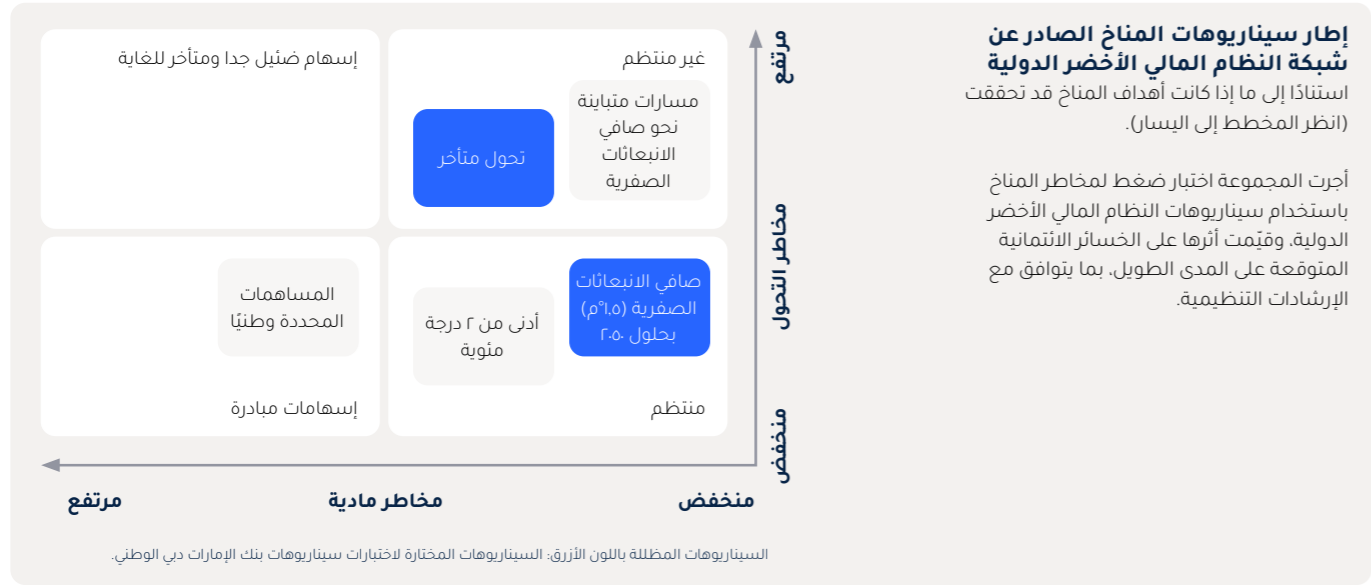 إطار سيناريوهات المناخ الصادر عن
شبكة النظام المالي الأخضر الدولية
استنادًا إلى ما إذا كانت أهداف المناخ قد تحققت
(انظر المخطط إلى اليسار).
أجرت المجموعة اختبار ضغط لمخاطر المناخ
باستخدام سيناريوهات النظام المالي الأخضر
الدولية، وقيّمت أثرها على الخسائر الائتمانية
المتوقعة على المدى الطويل، بما يتوافق مع
الإرشادات التنظيمية.
مرتفع
مخاطر التحول
منخفض
غير منتظم
مسارات متباينة
نحو صافي
الانبعاثات
الصفرية
تحول متأخر
إسهام ضئيل جدا ومتأخر للغاية
صافي الانبعاثات
الصفرية (١,٥°م)
بحلول ٢٠٥٠
أدنى من ٢ درجة
مئوية
منتظم
المساهمات
المحددة وطنيًا
إسهامات مبادرة
منخفض
مخاطر مادية
مرتفع
السيناريوهات المظللة باللون الأزرق: السيناريوهات المختارة لاختبارات سيناريوهات بنك الإمارات دبي الوطني.